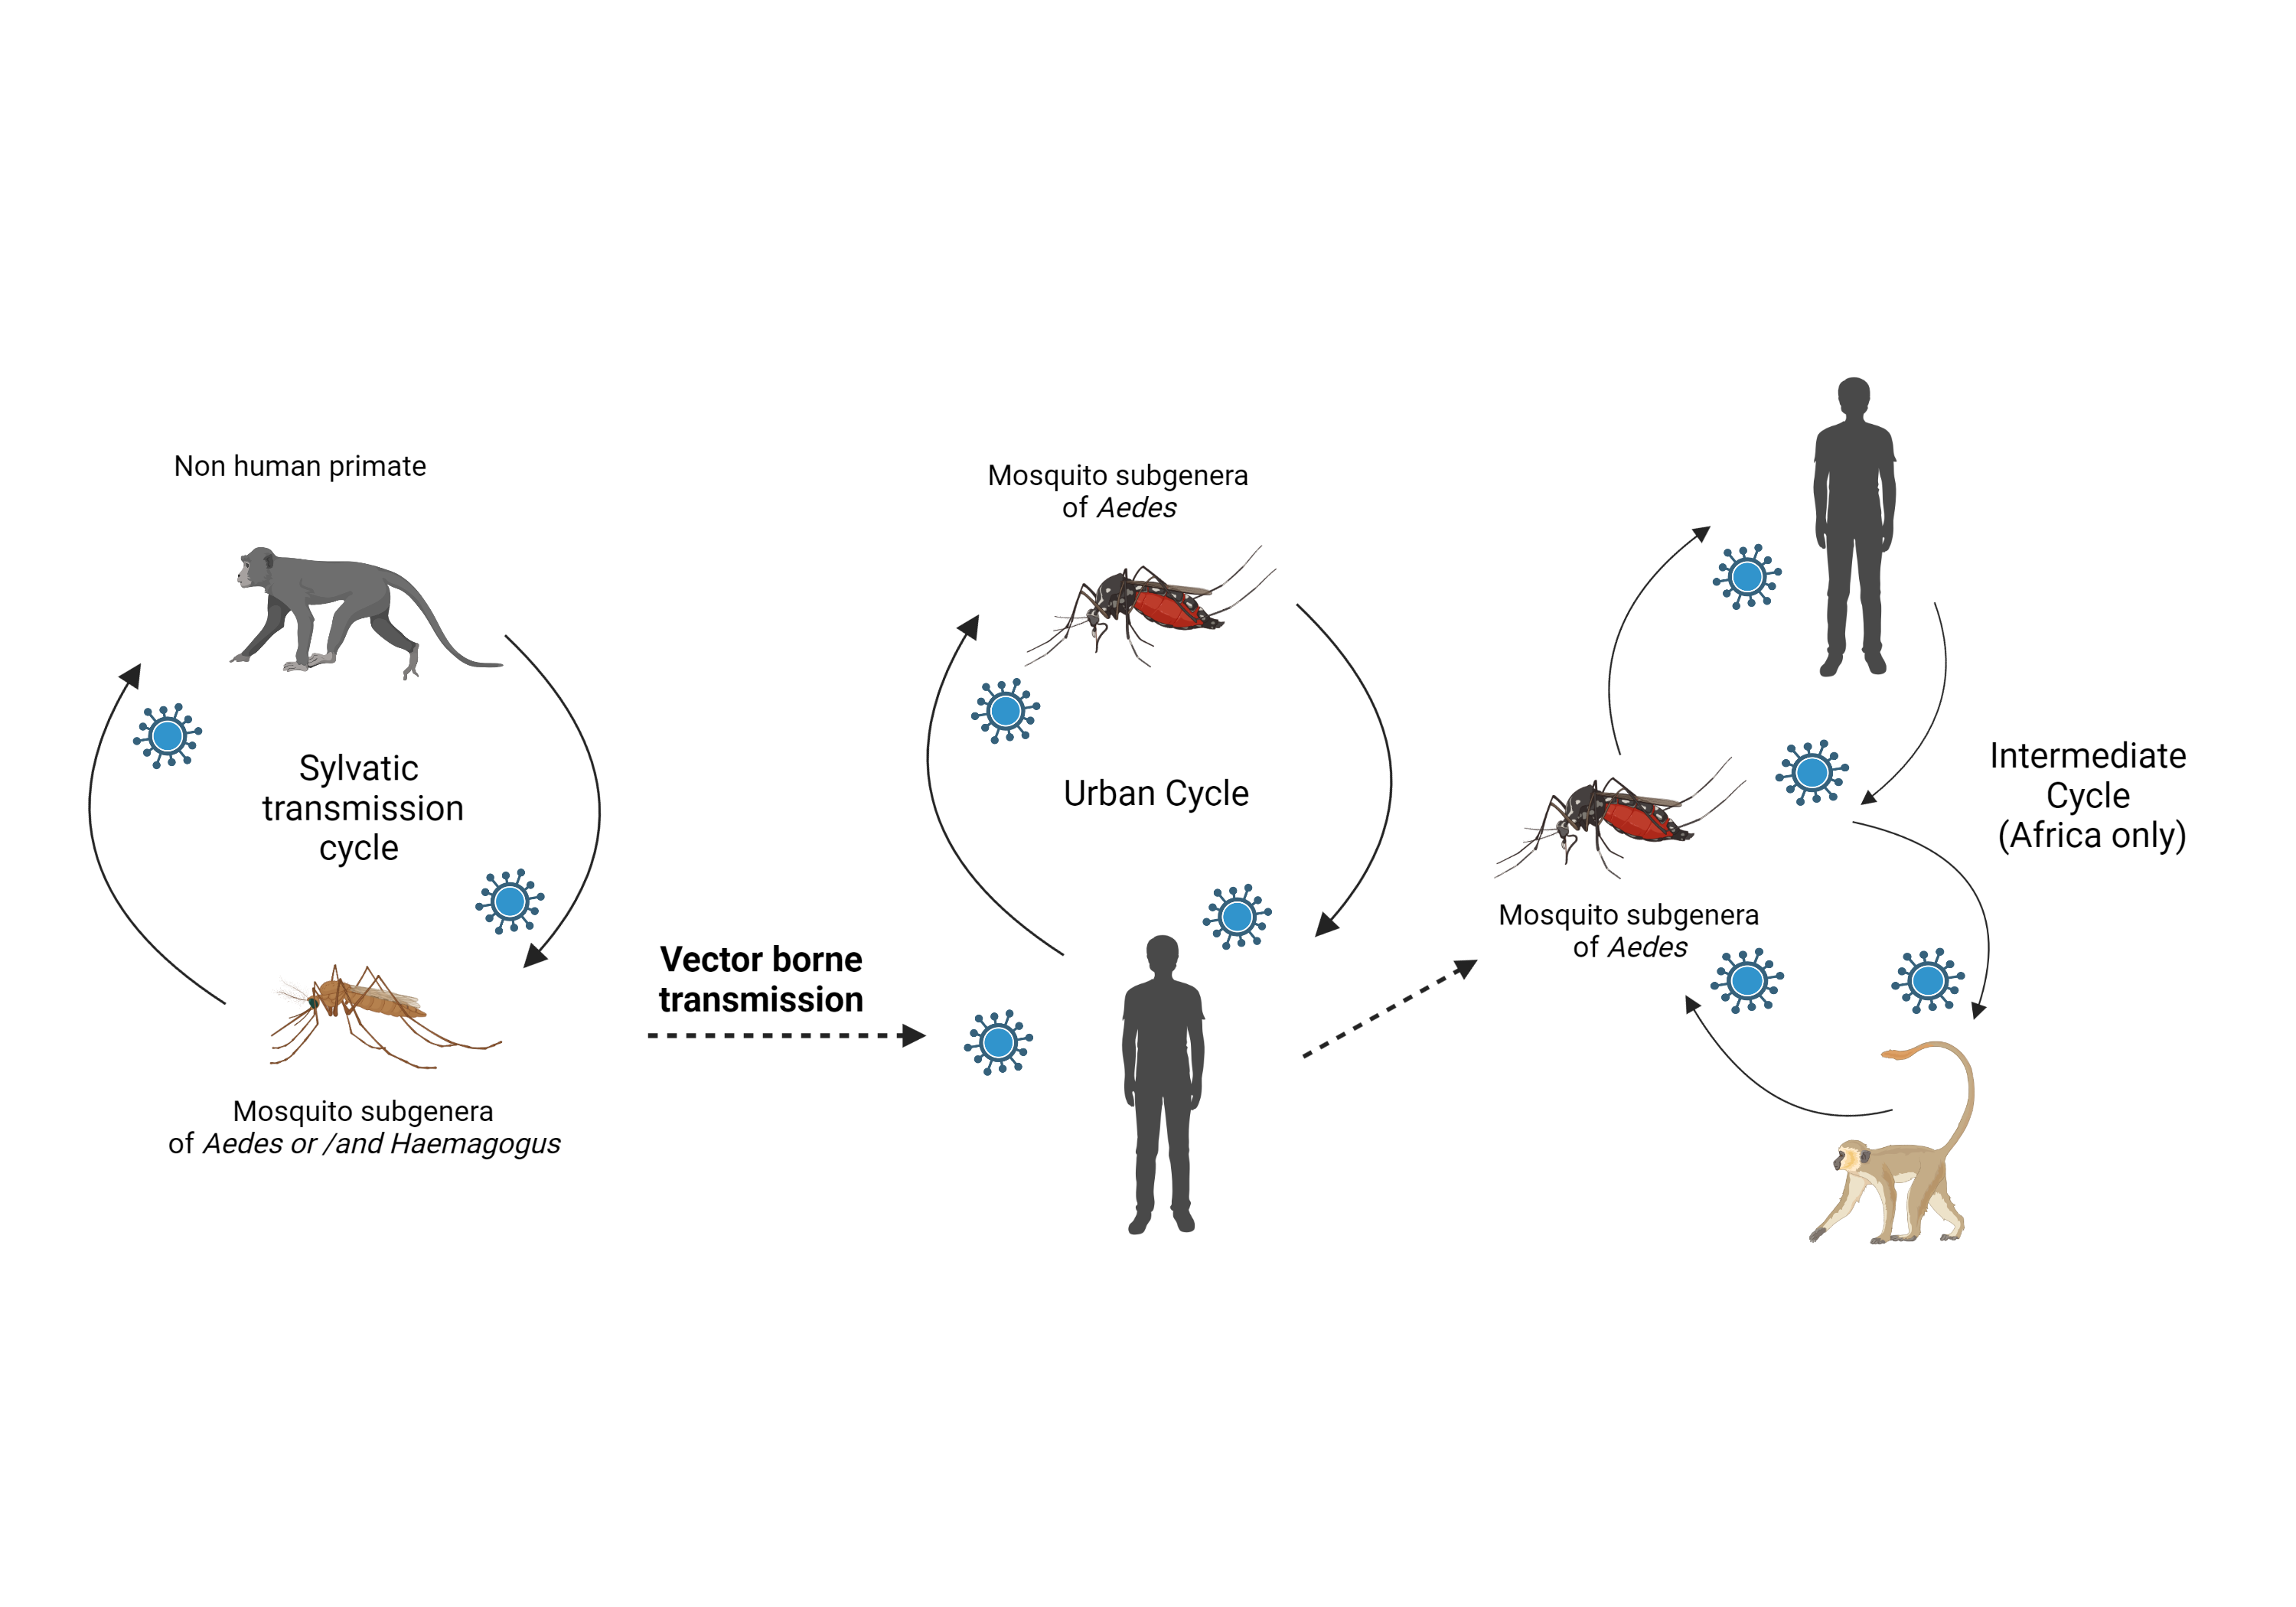 Non human primate
Sylvatic
transmission
cycle
Mosquito subgenera
of Aedes or /and Haemagogus
Vector borne
transmission
Mosquito subgenera
of Aedes
Urban Cycle
Mosquito subgenera
of Aedes
Intermediate
Cycle
(Africa only)